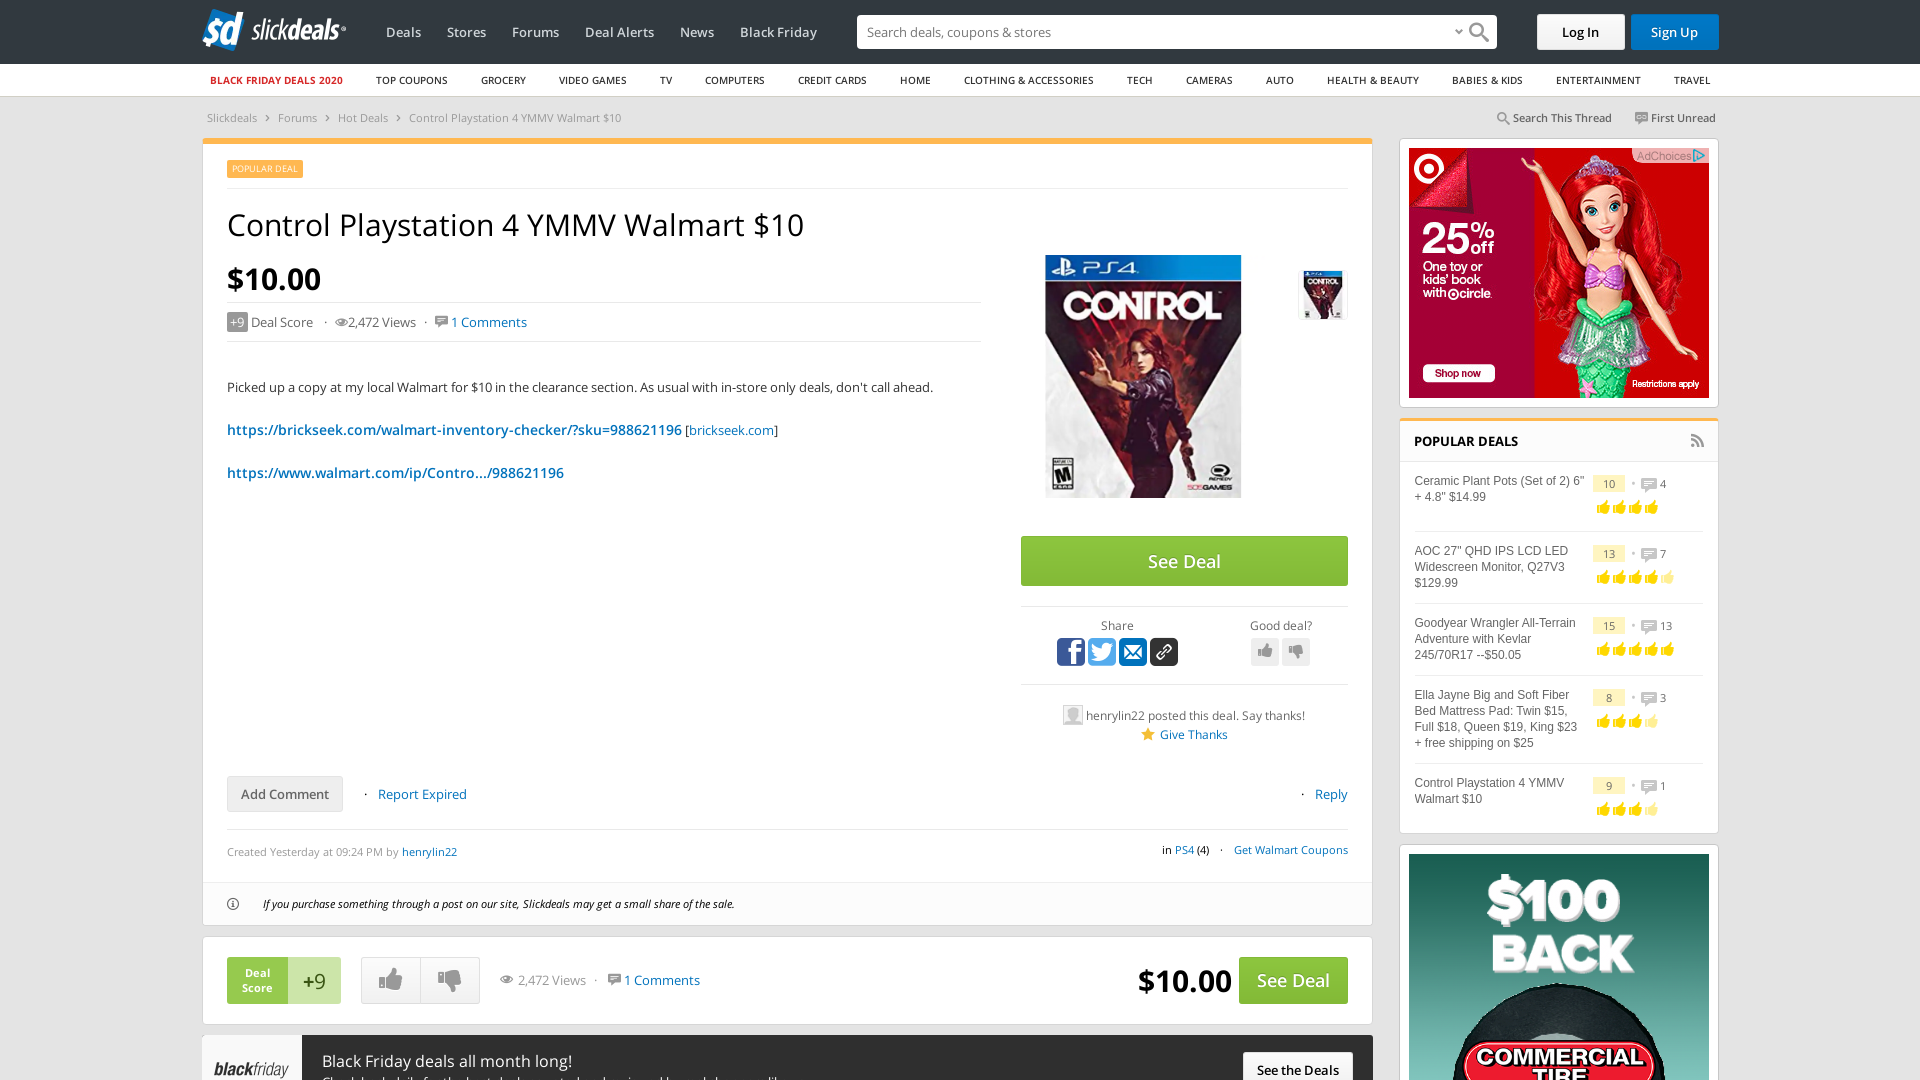 slickdeals
Deals
Stores
Forums
Deal Alerts
News
Black Friday
Search deals, coupons & stores
Log In
Sign Up
BLACK FRIDAY DEALS 2020
TOP COUPONS
GROCERY
VIDEO GAMES
TV
COMPUTERS
CREDIT CARDS
HOME
CLOTHING & ACCESSORIES
TECH
CAMERAS
AUTO
HEALTH & BEAUTY
BABIES & KIDS
ENTERTAINMENT
TRAVEL
Slickdeals › Forums › Hot Deals › Control Playstation 4 YMMV Walmart $10
Search This Thread
First Unread
POPULAR DEAL
Control Playstation 4 YMMV Walmart $10
$10.00
+9 Deal Score · 2,472 Views · 1 Comments
Picked up a copy at my local Walmart for $10 in the clearance section. As usual with in-store only deals, don't call ahead.
https://brickseek.com/walmart-inventory-checker/?sku=988621196 [brickseek.com]
https://www.walmart.com/ip/Contro.../988621196
PS4
CONTROL
M
REMEDY
505GAMES
See Deal
Share
Good deal?
henrylin22 posted this deal. Say thanks!
Give Thanks
Add Comment
· Report Expired
· Reply
Created Yesterday at 09:24 PM by henrylin22
in PS4 (4) · Get Walmart Coupons
If you purchase something through a post on our site, Slickdeals may get a small share of the sale.
Deal
Score
+9
2,472 Views · 1 Comments
$10.00
See Deal
blackfriday
Black Friday deals all month long!
See the Deals
AdChoices
25% off
One toy or
kids' book
with circle.
Shop now
Restrictions apply
POPULAR DEALS
Ceramic Plant Pots (Set of 2) 6"
+ 4.8" $14.99
10 • 4
AOC 27" QHD IPS LCD LED
Widescreen Monitor, Q27V3
$129.99
13 • 7
Goodyear Wrangler All-Terrain
Adventure with Kevlar
245/70R17 --$50.05
15 • 13
Ella Jayne Big and Soft Fiber
Bed Mattress Pad: Twin $15,
Full $18, Queen $19, King $23
+ free shipping on $25
8 • 3
Control Playstation 4 YMMV
Walmart $10
9 • 1
$100
BACK
COMMERCIAL
TIRE